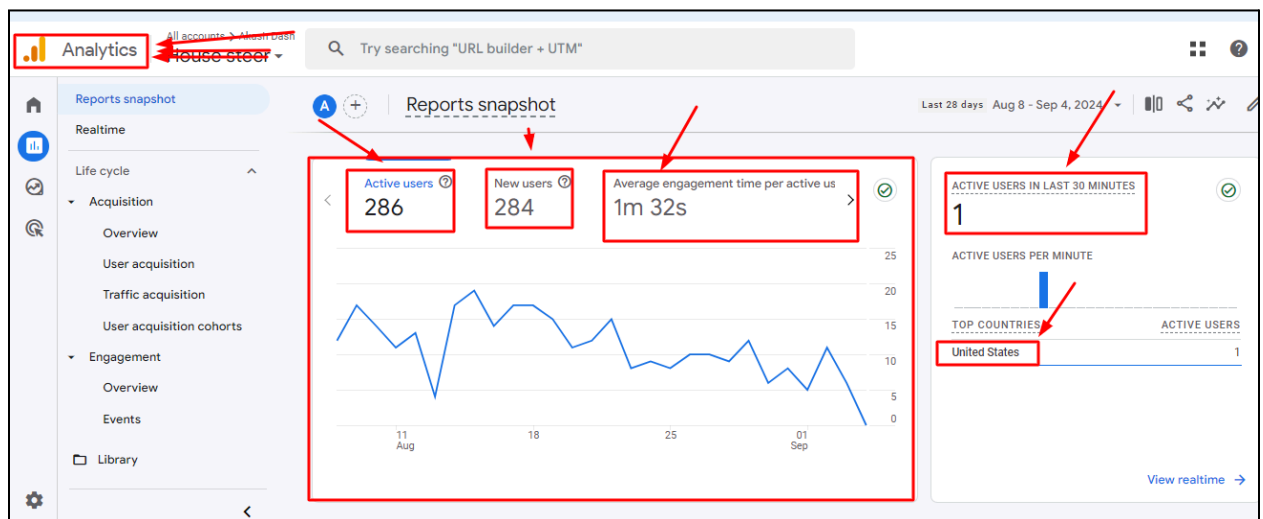 Analytics
All accounts > Akash Dash
House steer
Try searching "URL builder + UTM"
Reports snapshot
Realtime
Life cycle
Acquisition
Overview
User acquisition
Traffic acquisition
User acquisition cohorts
Engagement
Overview
Events
Library
A
Reports snapshot
Last 28 days Aug 8 - Sep 4, 2024
Active users
286
New users
284
Average engagement time per active us
1m 32s
25
20
15
10
5
0
11
Aug
18
25
01
Sep
ACTIVE USERS IN LAST 30 MINUTES
1
ACTIVE USERS PER MINUTE
TOP COUNTRIES ACTIVE USERS
United States 1
View realtime